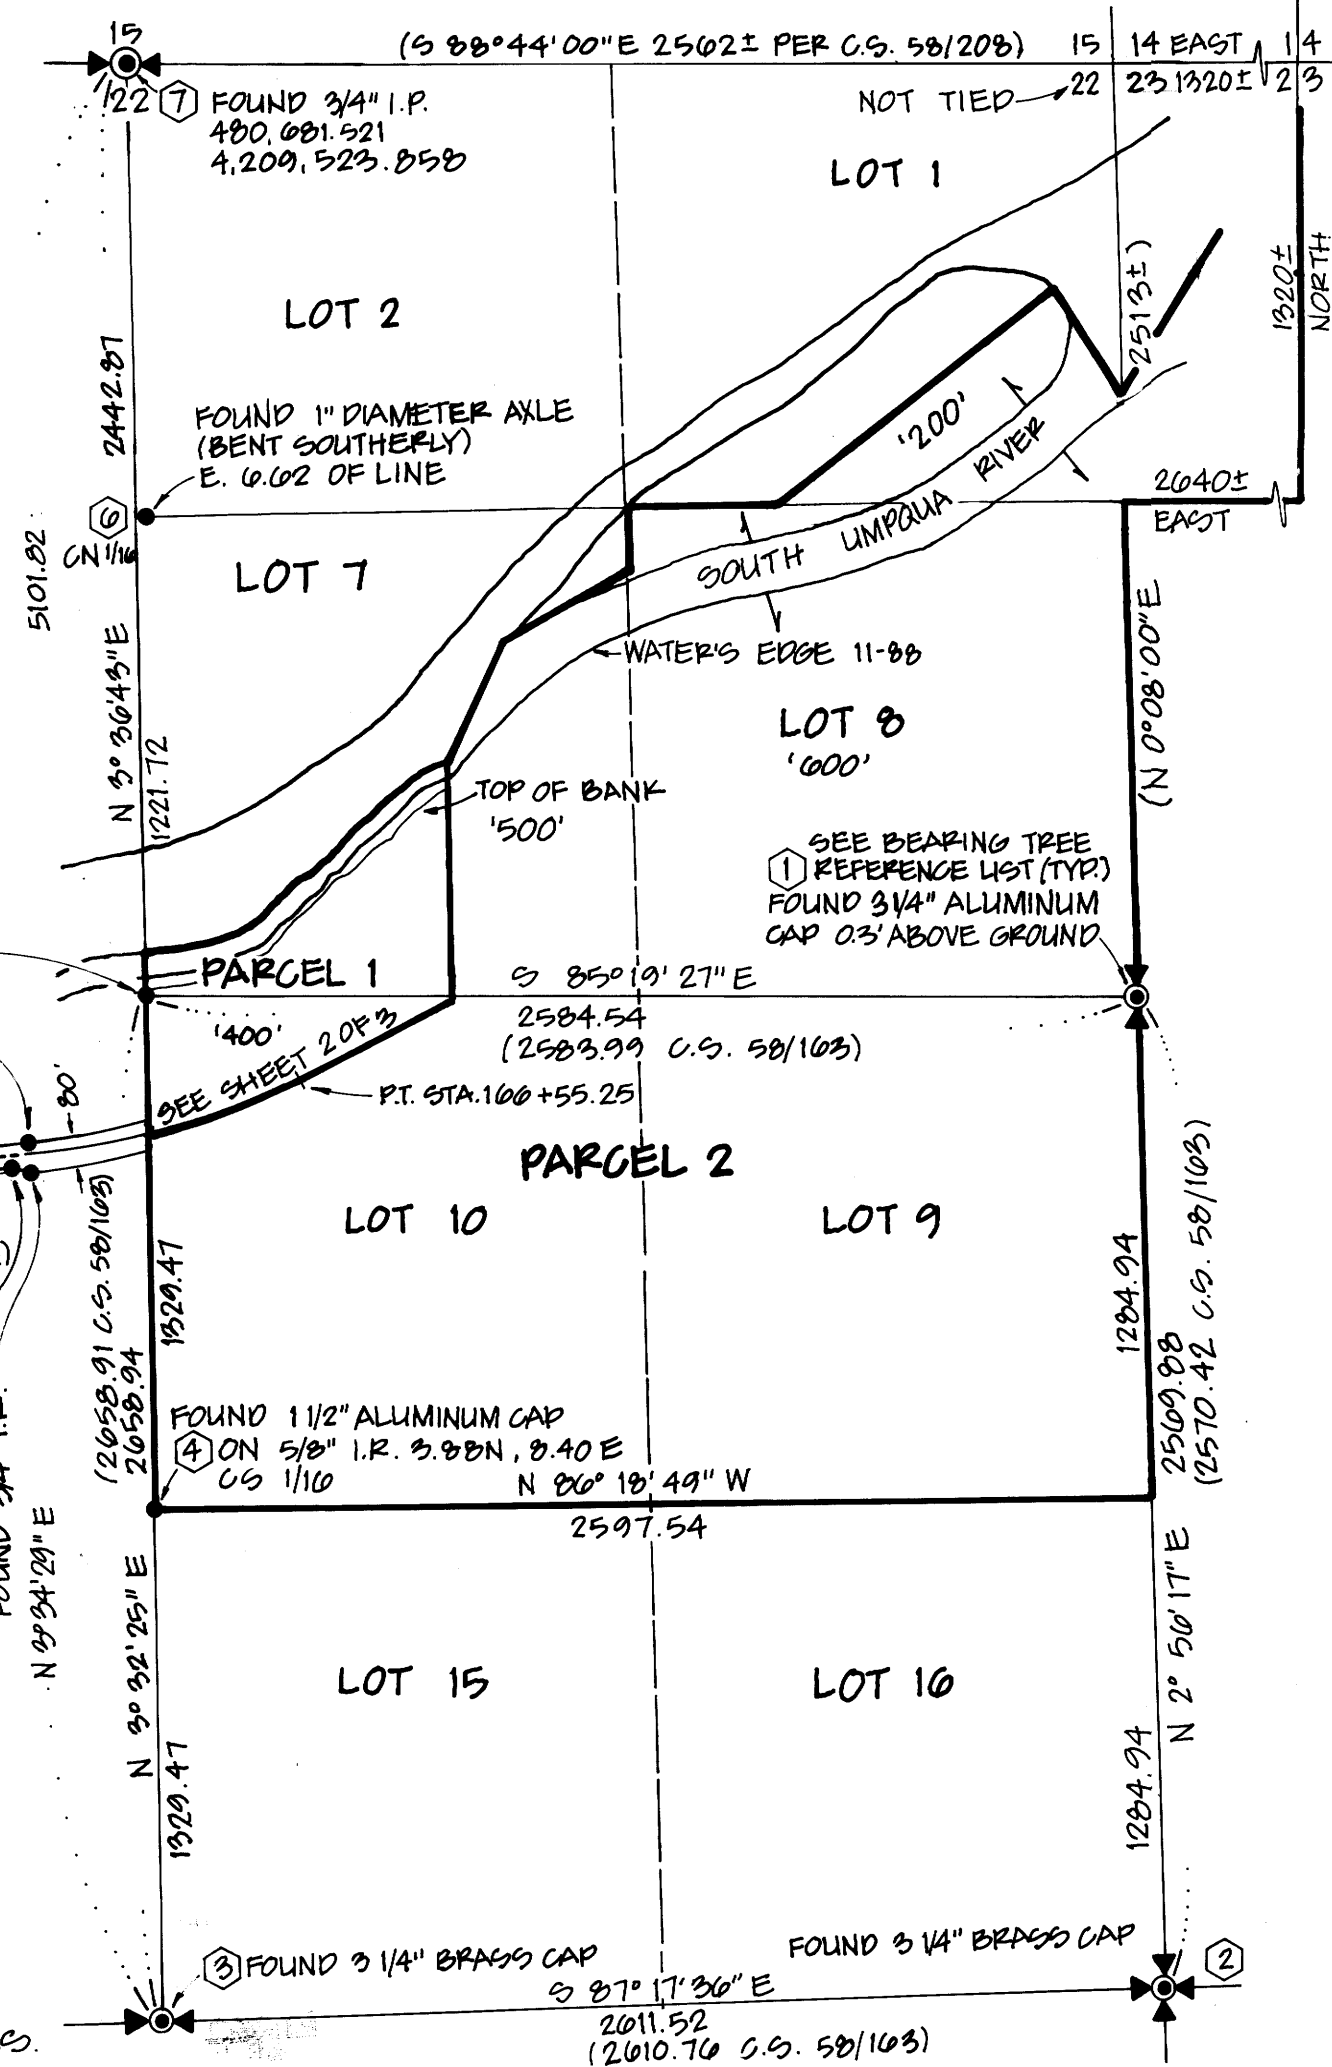 15
(S 88°44'00"E 2562± PER C.S. 58/208)
15 | 14 EAST 1 | 4
22 | 23 1320± 2 | 3
NOT TIED
22
7 FOUND 3/4" I.P.
480,681.521
4,209,523.858
LOT 1
LOT 2
2513±)
1320±
NORTH
2442.87
FOUND 1" DIAMETER AXLE
(BENT SOUTHERLY)
E. 6.62 OF LINE
'200'
SOUTH UMPQUA RIVER
2640±
EAST
6
CN 1/16
5101.82
LOT 7
WATER'S EDGE 11-88
N 3°36'43"E
1221.72
LOT 8
'600'
(N 0°08'00"E
TOP OF BANK
'500'
SEE BEARING TREE
1 REFERENCE LIST (TYP.)
FOUND 3 1/4" ALUMINUM
CAP 0.3' ABOVE GROUND
PARCEL 1
S 85°19'27"E
2584.54
(2583.99 C.S. 58/163)
'400'
SEE SHEET 2 OF 3
P.T. STA. 166+55.25
80'
PARCEL 2
LOT 10
LOT 9
(2658.91 C.S. 58/163)
2658.94
1329.47
1284.94
2569.88
(2570.42 C.S. 58/163)
FOUND 1 1/2" ALUMINUM CAP
4 ON 5/8" I.R. 3.88N, 8.40E
CS 1/16
N 86°18'49"W
2597.54
N 3°34'29"E
N 3°32'25"E
1329.47
LOT 15
LOT 16
N 2°56'17"E
1284.94
3 FOUND 3 1/4" BRASS CAP
FOUND 3 1/4" BRASS CAP
2
S 87°17'36"E
2611.52
(2610.76 C.S. 58/163)